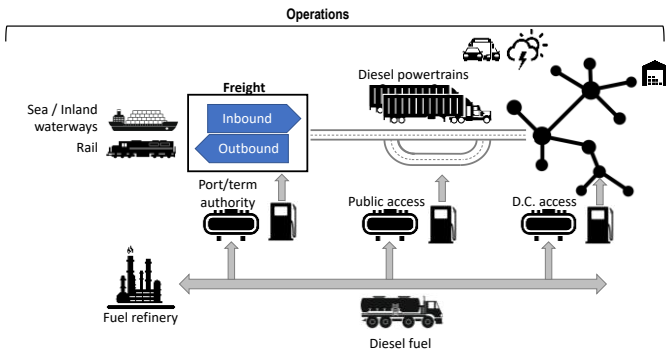 Operations
Freight
Diesel powertrains
Sea / Inland
waterways
Rail
Inbound
Outbound
Port/term
authority
Public access
D.C. access
Fuel refinery
Diesel fuel